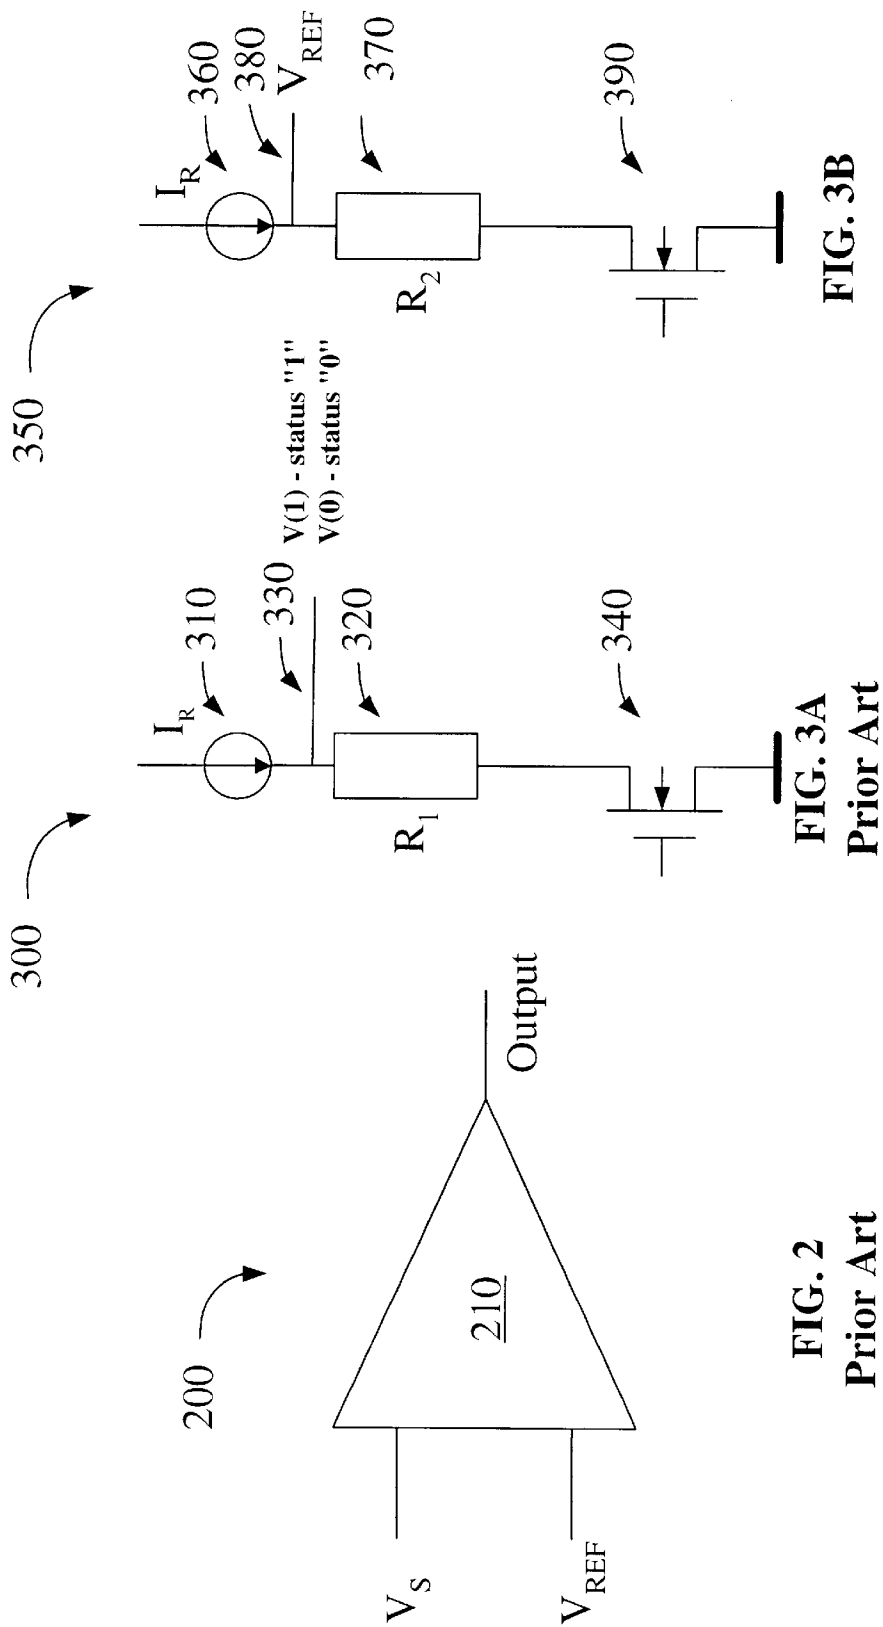 200
V_S
V_REF
210
Output
FIG. 2
Prior Art
300
I_R
310
330
V(1) - status "1"
V(0) - status "0"
320
R_1
340
FIG. 3A
Prior Art
350
I_R
360
380
V_REF
370
R_2
390
FIG. 3B